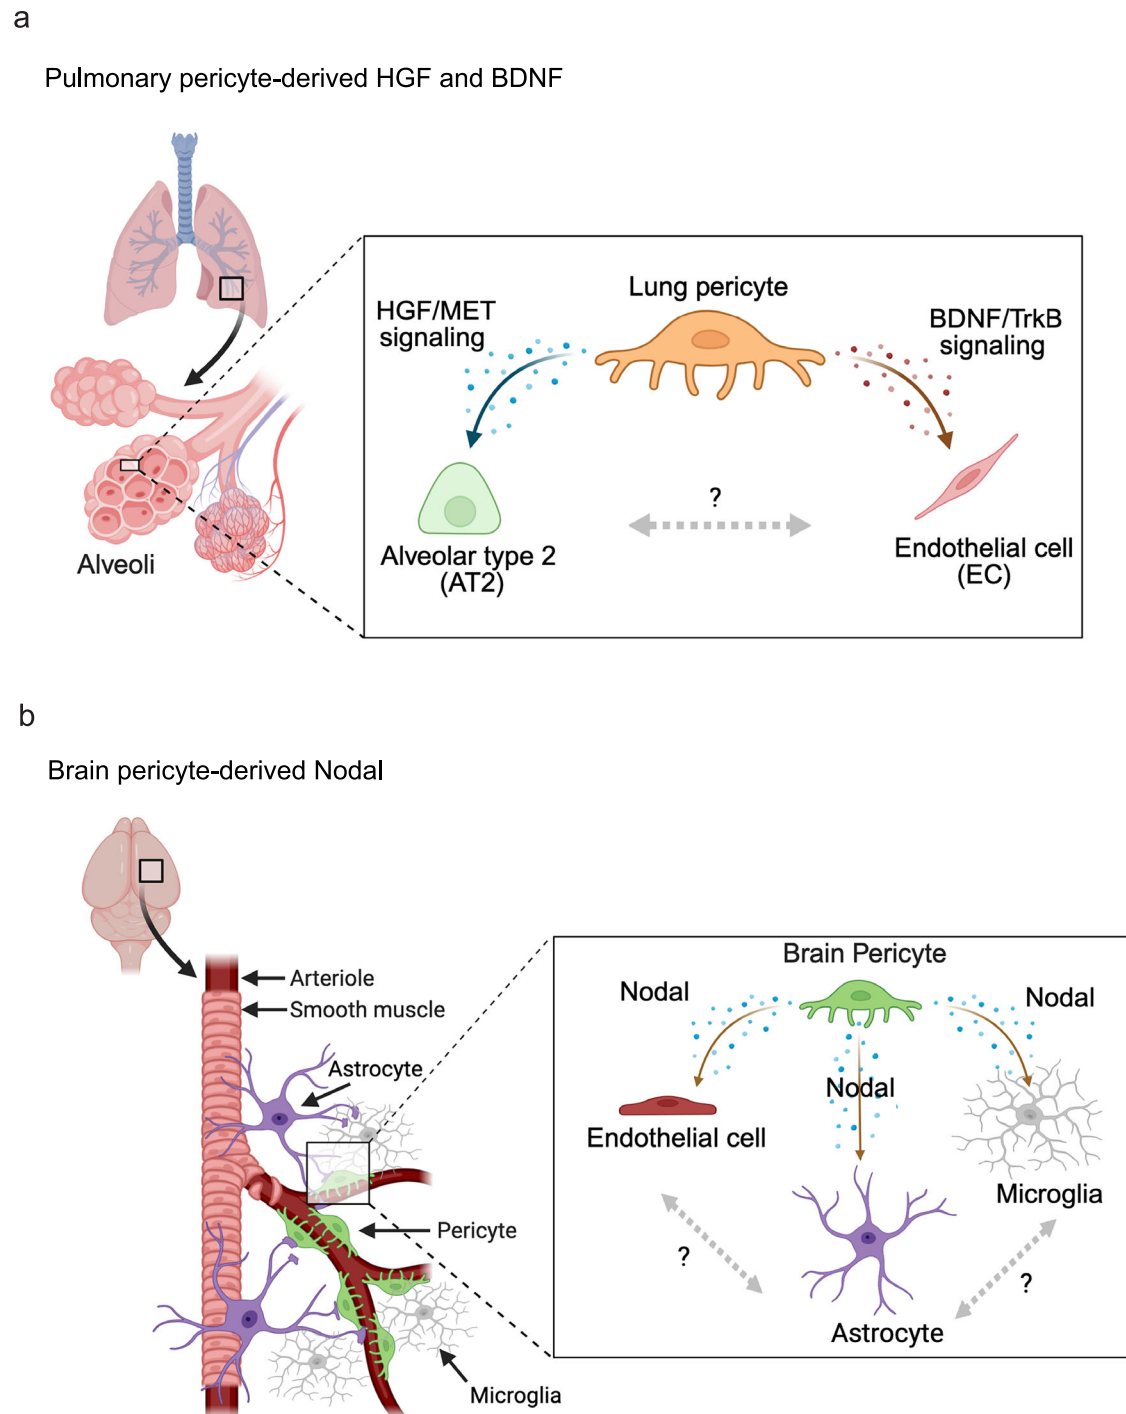 a
Pulmonary pericyte-derived HGF and BDNF
Lung pericyte
HGF/MET
signaling
BDNF/TrkB
signaling
?
Alveolar type 2
(AT2)
Endothelial cell
(EC)
Alveoli
b
Brain pericyte-derived Nodal
Arteriole
Smooth muscle
Astrocyte
Pericyte
Microglia
Brain Pericyte
Nodal
Nodal
Nodal
Endothelial cell
Microglia
?
?
Astrocyte